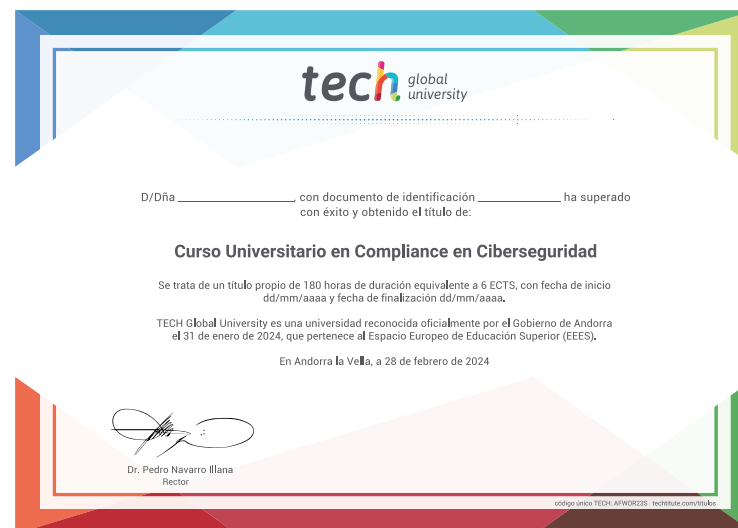 tech global
university
D/Dña ______________, con documento de identificación ____________ ha superado
con éxito y obtenido el título de:
Curso Universitario en Compliance en Ciberseguridad
Se trata de un título propio de 180 horas de duración equivalente a 6 ECTS, con fecha de inicio
dd/mm/aaaa y fecha de finalización dd/mm/aaaa.
TECH Global University es una universidad reconocida oficialmente por el Gobierno de Andorra
el 31 de enero de 2024, que pertenece al Espacio Europeo de Educación Superior (EEES).
En Andorra la Vella, a 28 de febrero de 2024
Dr. Pedro Navarro Illana
Rector
código único TECH: AFWOR23S techtitute.com/titulos